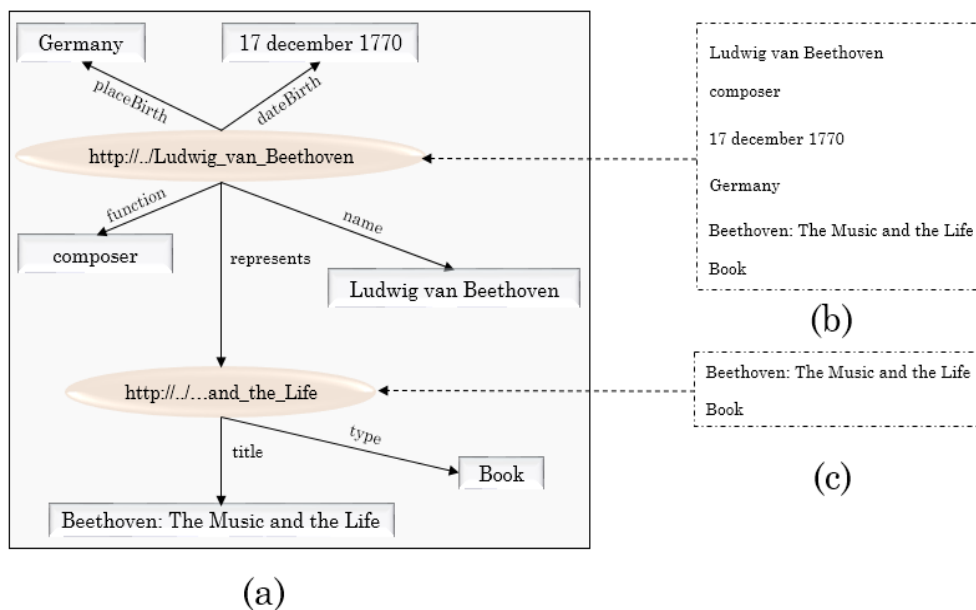 Germany
17 december 1770
placeBirth
dateBirth
http://../Ludwig_van_Beethoven
function
name
composer
represents
Ludwig van Beethoven
http://../...and_the_Life
type
title
Book
Beethoven: The Music and the Life
(a)
Ludwig van Beethoven
composer
17 december 1770
Germany
Beethoven: The Music and the Life
Book
(b)
Beethoven: The Music and the Life
Book
(c)